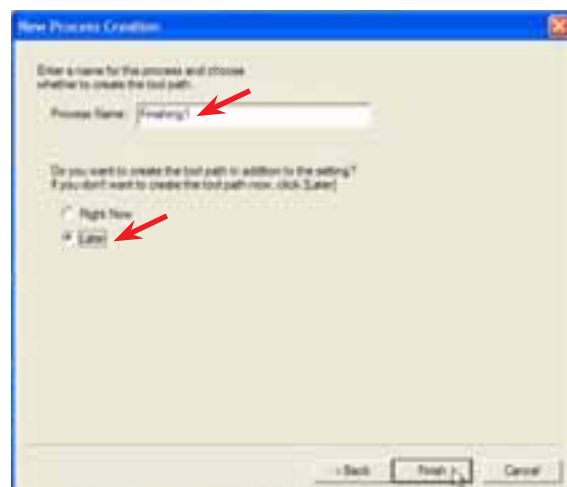 New Process Creation
Enter a name for the process and choose
whether to create the tool path.
Process Name: Finishing1
Do you want to create the tool path in addition to the setting?
If you don't want to create the tool path now, click [Later]
Right Now
Later
< Back Finish > Cancel